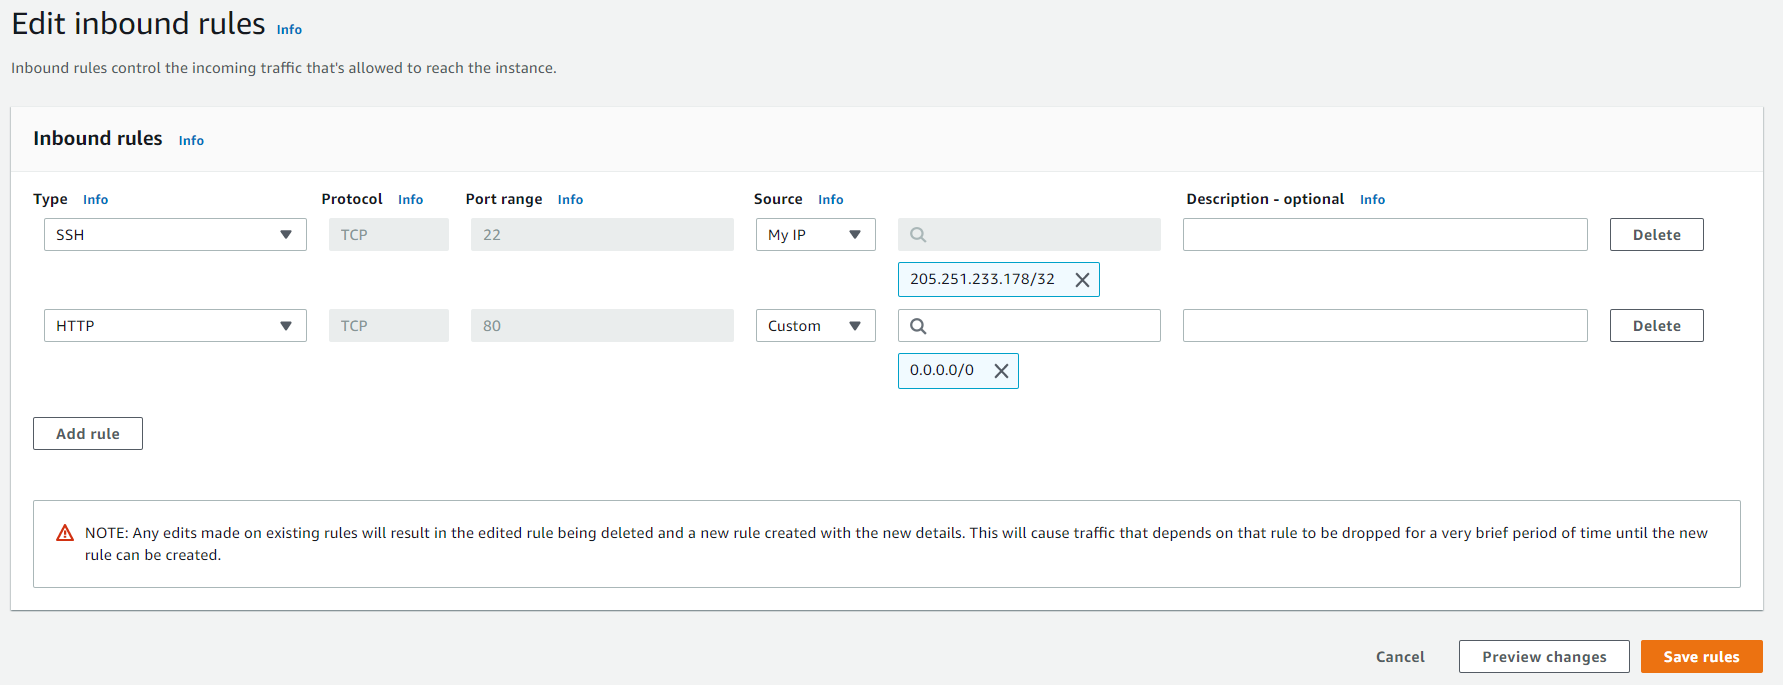 Edit inbound rules Info
Inbound rules control the incoming traffic that's allowed to reach the instance.
Inbound rules Info
Type Info Protocol Info Port range Info Source Info Description - optional Info
SSH TCP 22 My IP Delete
205.251.233.178/32
HTTP TCP 80 Custom Delete
0.0.0.0/0
Add rule
NOTE: Any edits made on existing rules will result in the edited rule being deleted and a new rule created with the new details. This will cause traffic that depends on that rule to be dropped for a very brief period of time until the new
rule can be created.
Cancel Preview changes Save rules